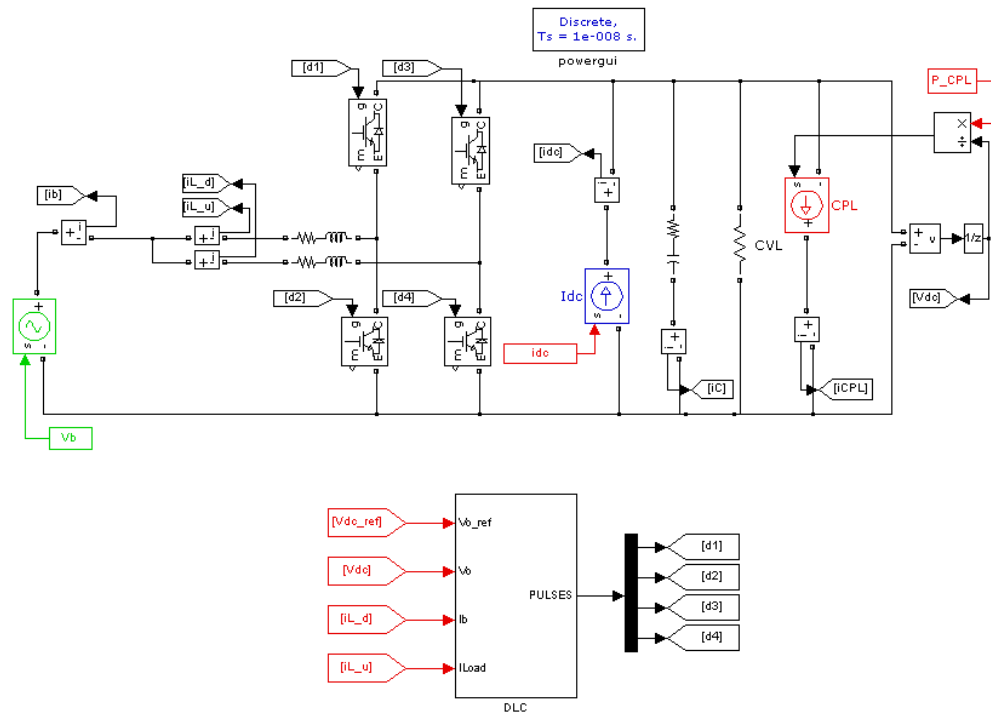 Discrete,
Ts = 1e-008 s.
powergui
[d1]
[d3]
P_CPL
g
C
m
E
g
C
m
E
×
÷
[idc]
i
+
-
[ib]
[iL_d]
[iL_u]
s
-
+
CPL
i
+
-
+
-
i
+
-
i
CVL
+
-
v
1/z
[d2]
[d4]
Idc
+
s
-
[Vdc]
g
C
m
E
g
C
m
E
+
s
-
idc
i
+
-
i
+
-
[iC]
[iCPL]
Vb
[Vdc_ref]
Vo_ref
[Vdc]
Vo
[iL_d]
Ib
[iL_u]
ILoad
PULSES
DLC
[d1]
[d2]
[d3]
[d4]